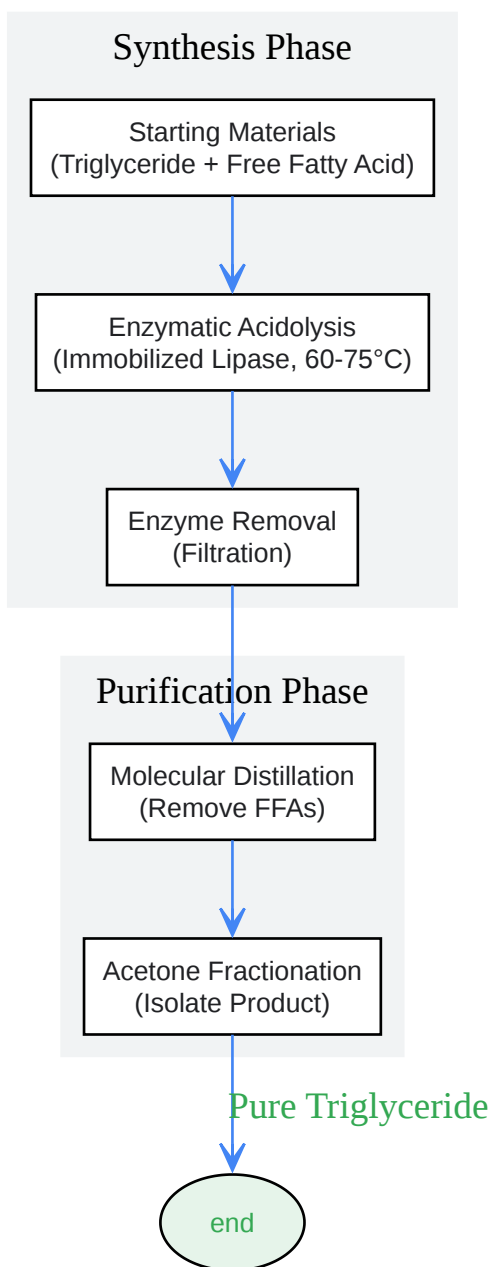 Synthesis Phase
Starting Materials
(Triglyceride + Free Fatty Acid)
Enzymatic Acidolysis
(Immobilized Lipase, 60-75°C)
Enzyme Removal
(Filtration)
Purification Phase
Molecular Distillation
(Remove FFAs)
Acetone Fractionation
(Isolate Product)
Pure Triglyceride
end